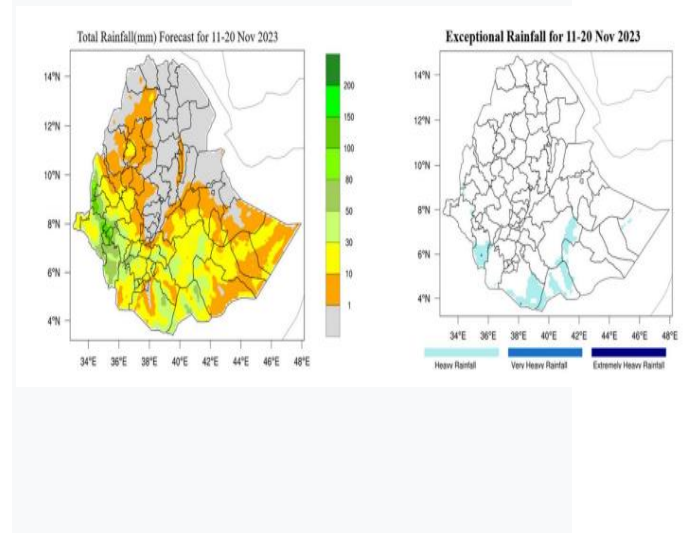 Total Rainfall(mm) Forecast for 11-20 Nov 2023
14°N
12°N
10°N
8°N
6°N
4°N
34°E 36°E 38°E 40°E 42°E 44°E 46°E 48°E
200
150
100
80
50
30
10
1
Exceptional Rainfall for 11-20 Nov 2023
14°N
12°N
10°N
8°N
6°N
4°N
34°E 36°E 38°E 40°E 42°E 44°E 46°E 48°E
Heavy Rainfall Very Heavy Rainfall Extremely Heavy Rainfall